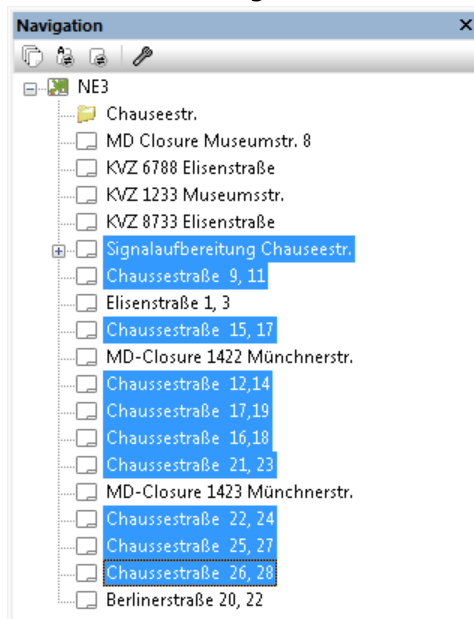 Navigation
NE3
Chauseestr.
MD Closure Museumstr. 8
KVZ 6788 Elisenstraße
KVZ 1233 Museumsstr.
KVZ 8733 Elisenstraße
Signalaufbereitung Chauseestr.
Chaussestraße 9, 11
Elisenstraße 1, 3
Chaussestraße 15, 17
MD-Closure 1422 Münchnerstr.
Chaussestraße 12,14
Chaussestraße 17,19
Chaussestraße 16,18
Chaussestraße 21, 23
MD-Closure 1423 Münchnerstr.
Chaussestraße 22, 24
Chaussestraße 25, 27
Chaussestraße 26, 28
Berlinerstraße 20, 22